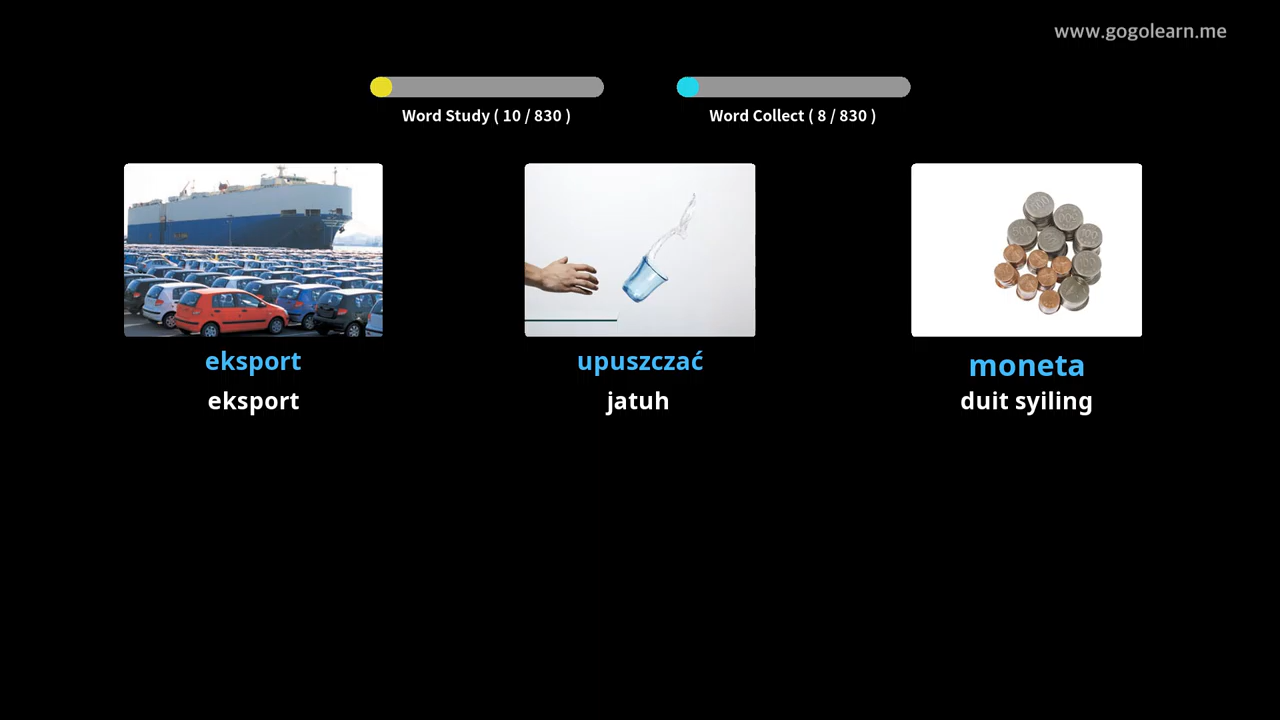 www.gogolearn.me
Word Study ( 10 / 830 )
Word Collect ( 8 / 830 )
eksport
eksport
upuszczać
jatuh
moneta
duit syiling